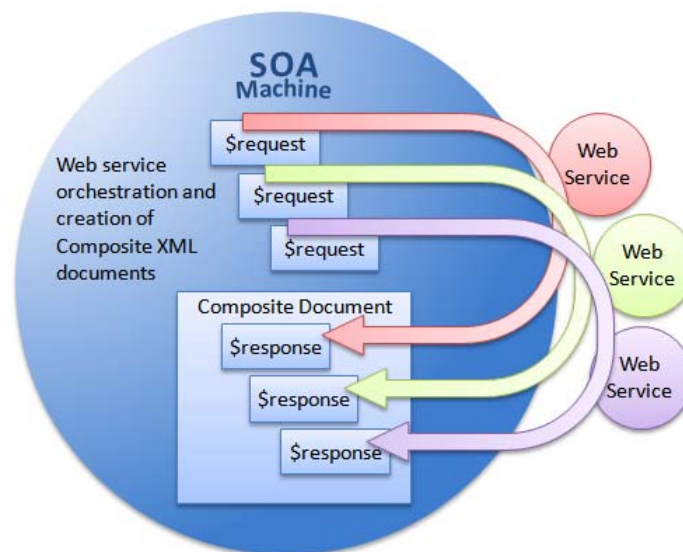 SOA
Machine
$request
$request
$request
Web service
orchestration and
creation of
Composite XML
documents
Web
Service
Web
Service
Web
Service
Composite Document
$response
$response
$response